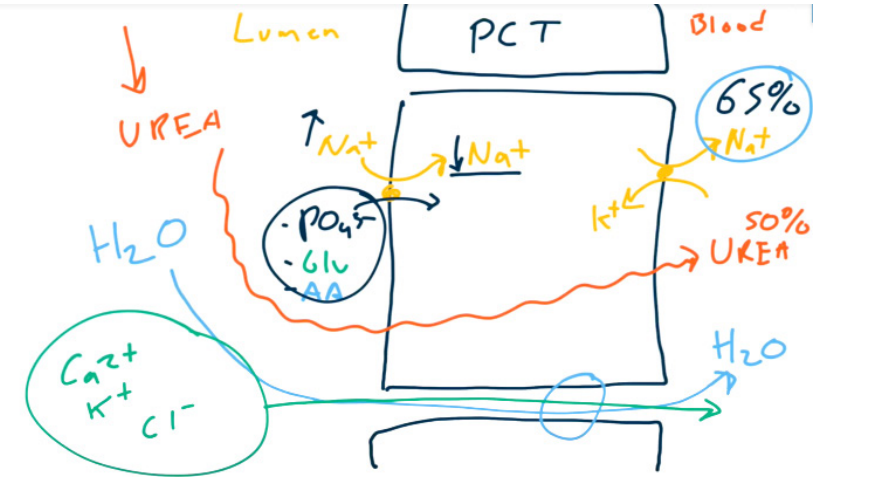 Lumen
PCT
Blood
65%
Na+
UREA
↑ Na+
↓ Na+
K+
- PO4
- Glu
- AA
50%
UREA
H2O
H2O
Ca2+
K+
Cl-